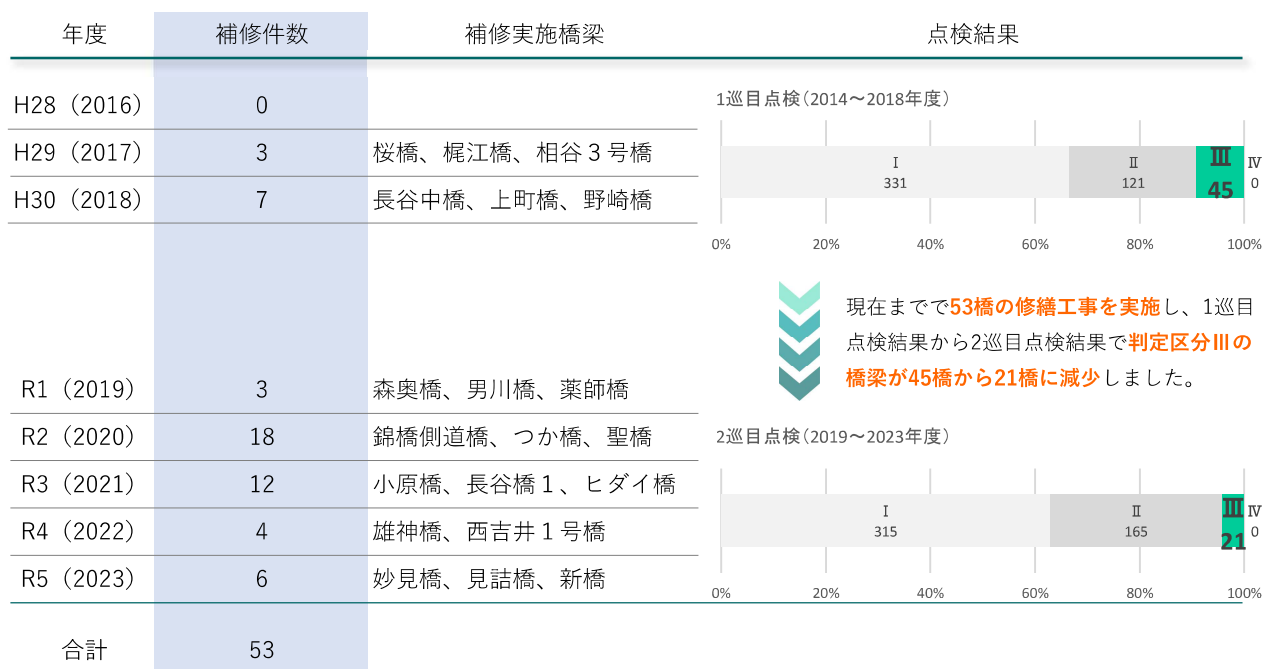 年度 補修件数 補修実施橋梁 点検結果
H28（2016） 0
H29（2017） 3 桜橋、梶江橋、相谷３号橋
H30（2018） 7 長谷中橋、上町橋、野崎橋
1巡目点検（2014～2018年度）
Ⅰ Ⅱ Ⅲ Ⅳ
331 121 45 0
0% 20% 40% 60% 80% 100%
現在までで53橋の修繕工事を実施し、1巡目
点検結果から2巡目点検結果で判定区分Ⅲの
橋梁が45橋から21橋に減少しました。
R1（2019） 3 森奥橋、男川橋、薬師橋
R2（2020） 18 錦橋側道橋、つか橋、聖橋
R3（2021） 12 小原橋、長谷橋１、ヒダイ橋
R4（2022） 4 雄神橋、西吉井１号橋
R5（2023） 6 妙見橋、見詰橋、新橋
2巡目点検（2019～2023年度）
Ⅰ Ⅱ Ⅲ Ⅳ
315 165 21 0
0% 20% 40% 60% 80% 100%
合計 53